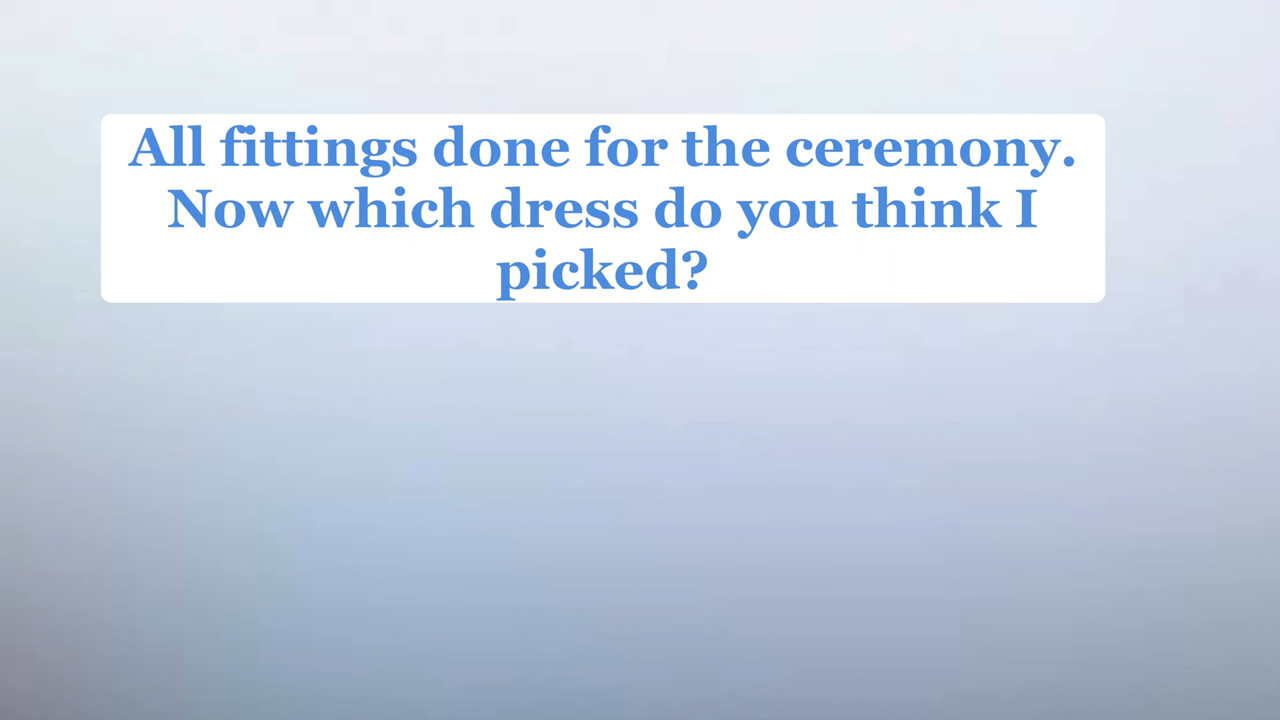 All fittings done for the ceremony.
Now which dress do you think I
picked?